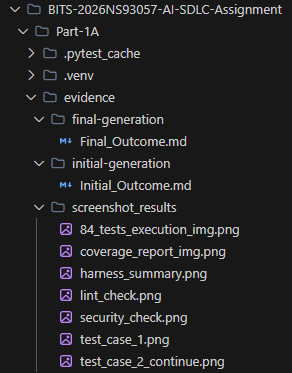 BITS-2026NS93057-AI-SDLC-Assignment
Part-1A
.pytest_cache
.venv
evidence
final-generation
Final_Outcome.md
initial-generation
Initial_Outcome.md
screenshot_results
84_tests_execution_img.png
coverage_report_img.png
harness_summary.png
lint_check.png
security_check.png
test_case_1.png
test_case_2_continue.png